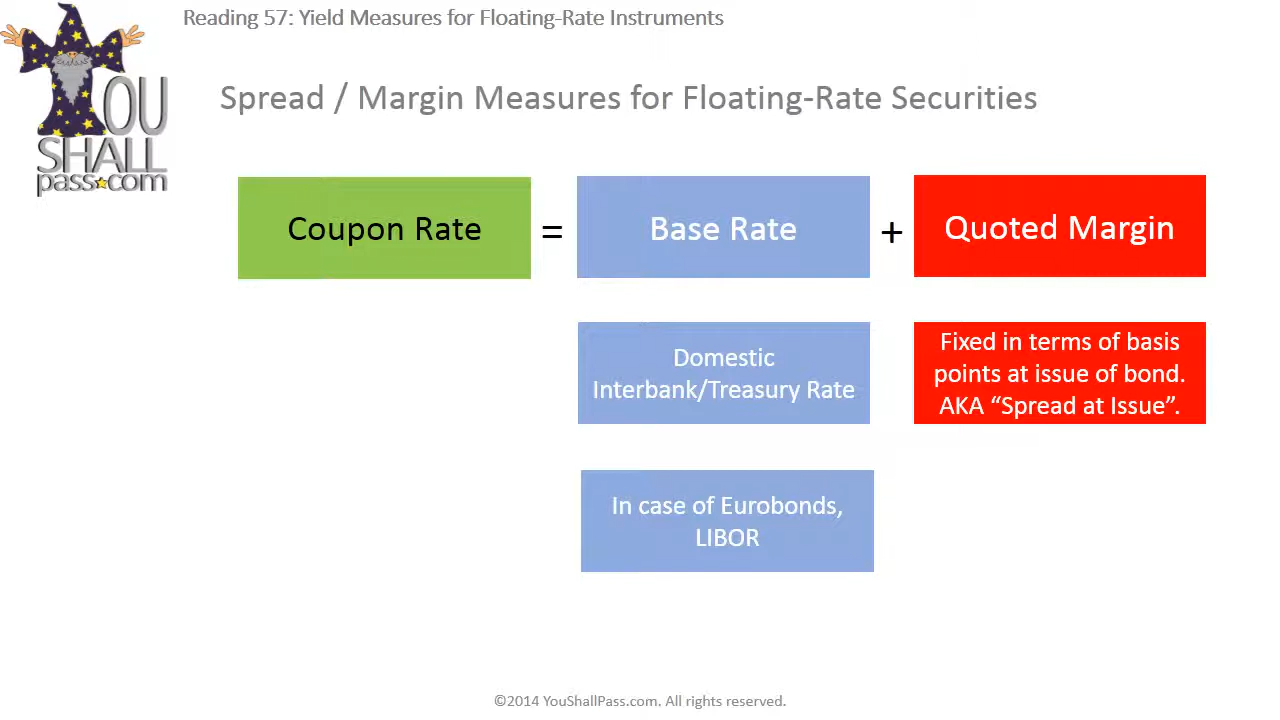 Reading 57: Yield Measures for Floating-Rate Instruments
YOU
SHALL
pass.com
Spread / Margin Measures for Floating-Rate Securities
Coupon Rate = Base Rate + Quoted Margin
Domestic
Interbank/Treasury Rate
Fixed in terms of basis
points at issue of bond.
AKA “Spread at Issue”.
In case of Eurobonds,
LIBOR
©2014 YouShallPass.com. All rights reserved.